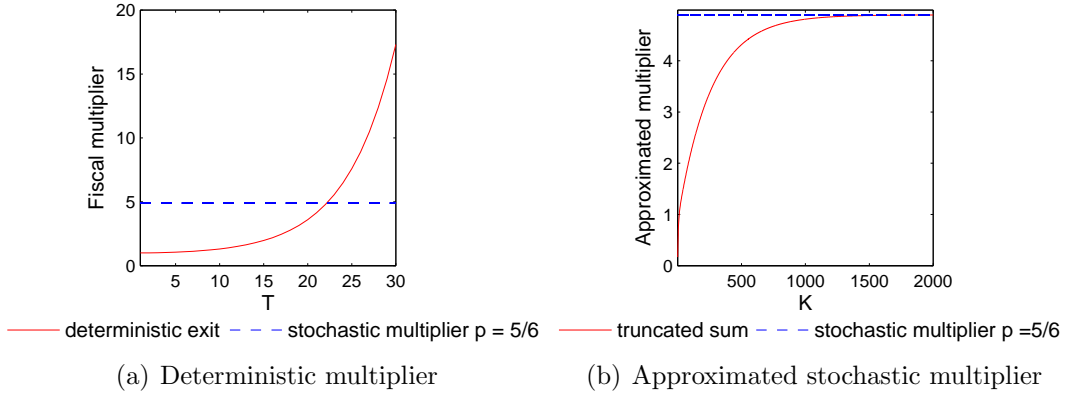 20
15
10
5
0
Fiscal multiplier
5 10 15 20 25 30
T
deterministic exit stochastic multiplier p = 5/6
(a) Deterministic multiplier
4
3
2
1
0
Approximated multiplier
500 1000 1500 2000
K
truncated sum stochastic multiplier p =5/6
(b) Approximated stochastic multiplier